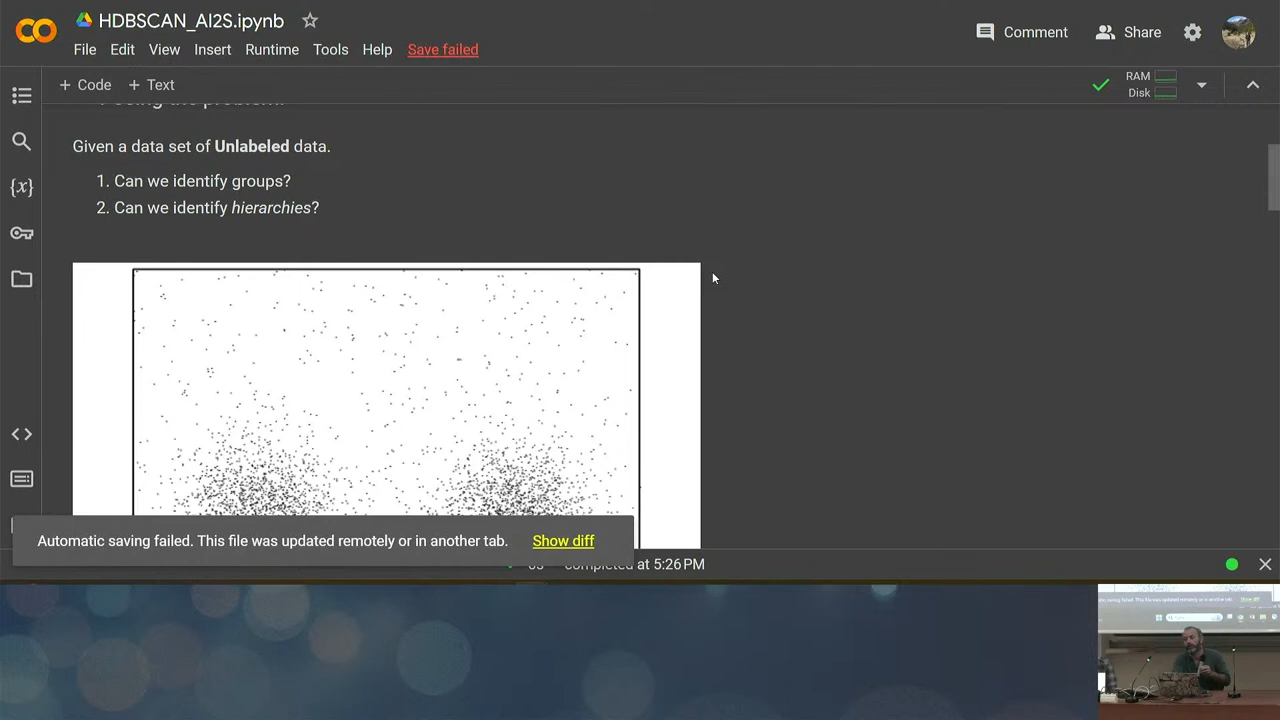 HDBSCAN_AI2S.ipynb
File Edit View Insert Runtime Tools Help Save failed
Comment
Share
+ Code + Text
RAM
Disk
Given a data set of Unlabeled data.
1. Can we identify groups?
2. Can we identify hierarchies?
{x}
Automatic saving failed. This file was updated remotely or in another tab. Show diff
completed at 5:26 PM